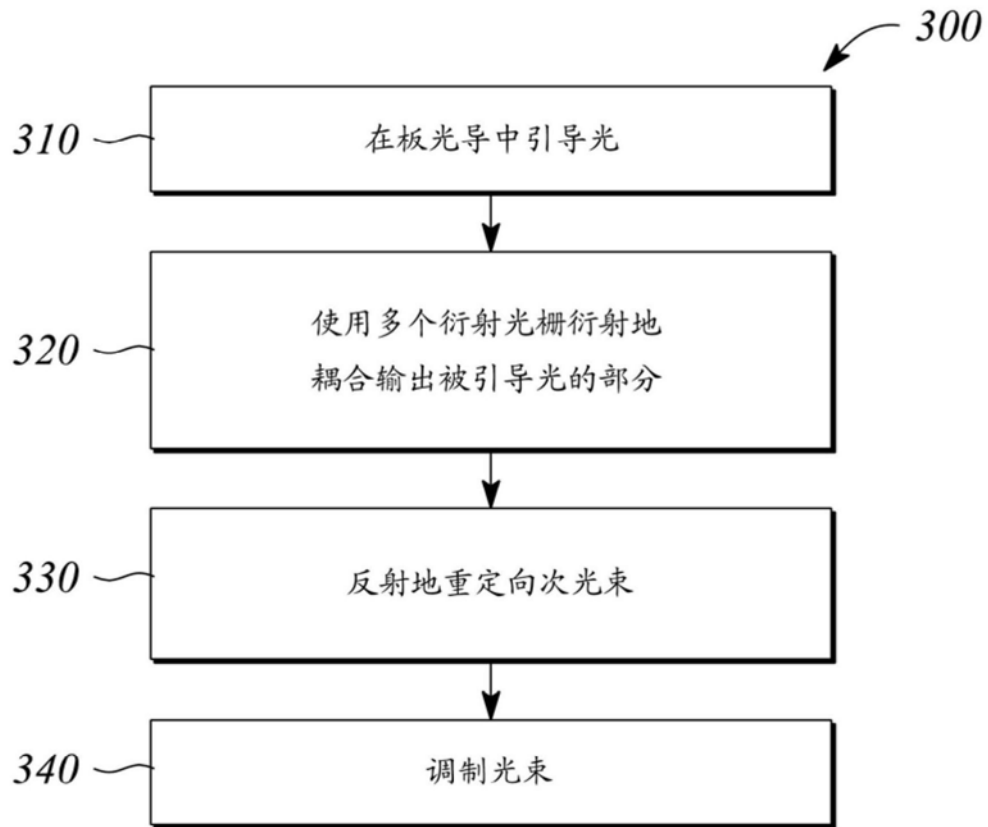 300
310
在板光导中引导光
320
使用多个衍射光栅衍射地
耦合输出被引导光的部分
330
反射地重定向次光束
340
调制光束